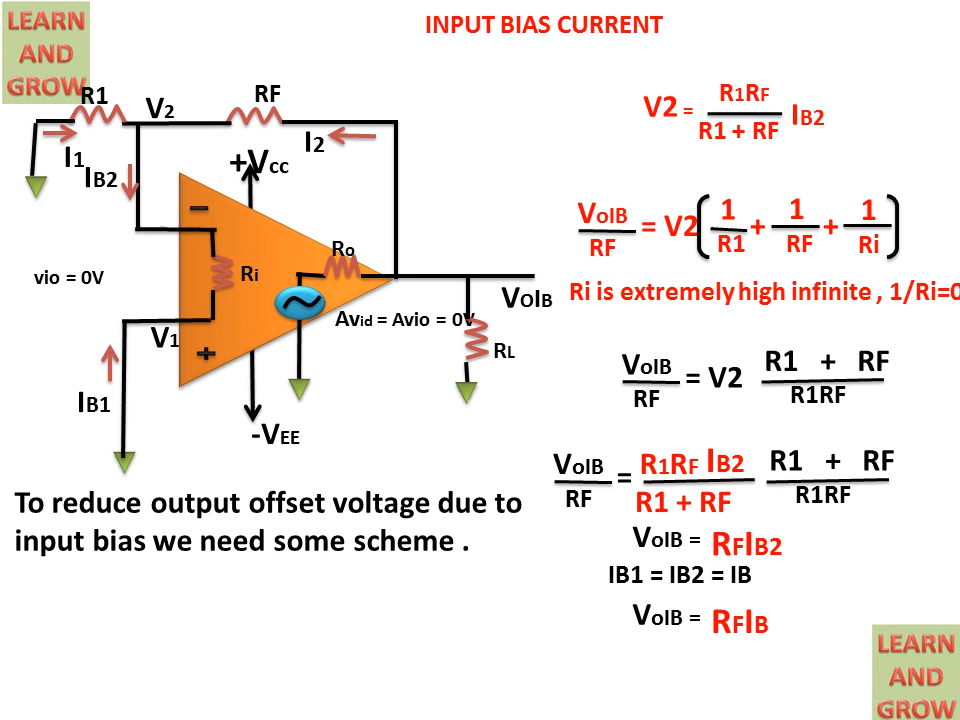 LEARN
AND
GROW
INPUT BIAS CURRENT
R1
V2
RF
I1
IB2
I2
+Vcc
−
Ro
Ri
vio = 0V
Avid = Avio = 0V
VOIB
V1
+
RL
IB1
-VEE
To reduce output offset voltage due to
input bias we need some scheme .
V2 = R1RF / R1 + RF IB2
VoIB / RF = V2 ( 1 / R1 + 1 / RF + 1 / Ri )
Ri is extremely high infinite , 1/Ri=0
VoIB / RF = V2 R1 + RF / R1RF
VoIB / RF = R1RF IB2 / R1 + RF R1 + RF / R1RF
VoIB = RFIB2
IB1 = IB2 = IB
VoIB = RFIB
LEARN
AND
GROW